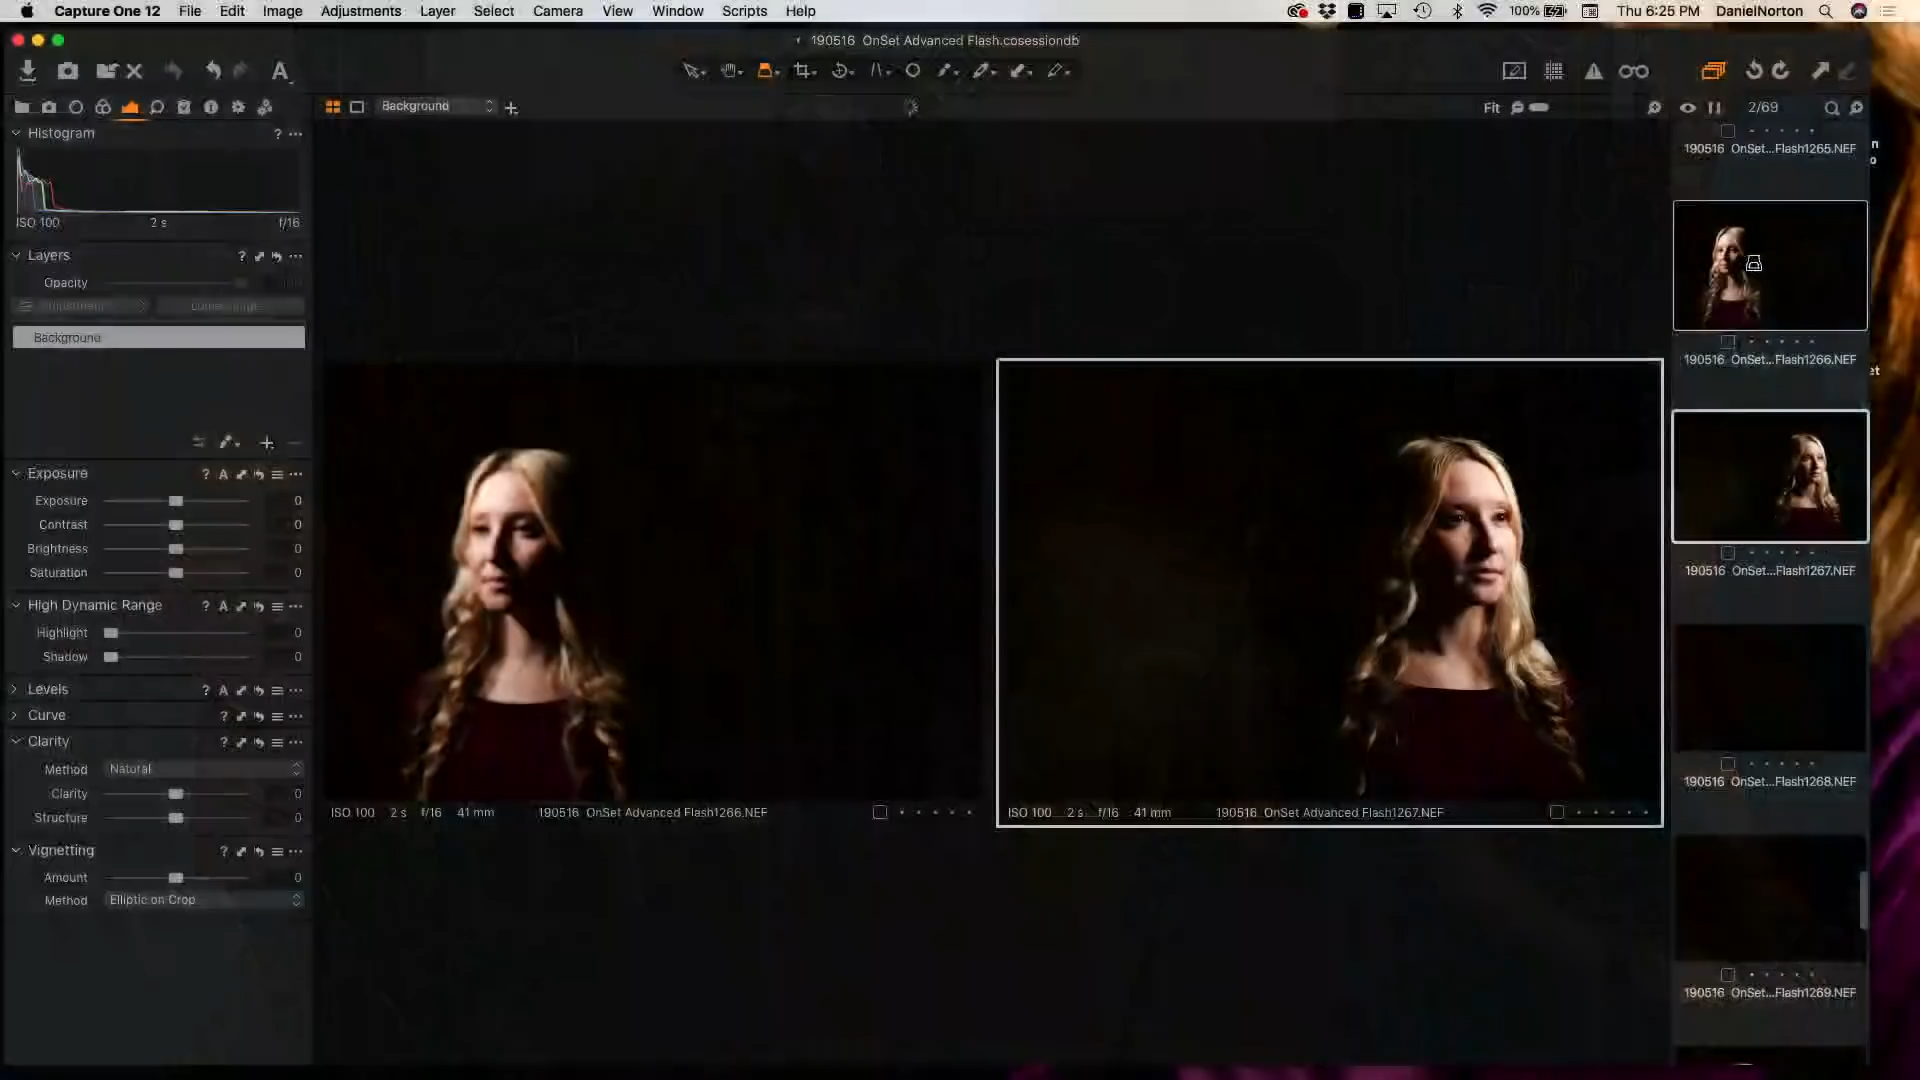 Capture One 12 File Edit Image Adjustments Layer Select Camera View Window Scripts Help 100% Thu 6:25 PM DanielNorton
190516 OnSet Advanced Flash.cosessiondb
Background Fit 2/69
Histogram
ISO 100 2 s f/16
Layers
Opacity
Background
Exposure
Exposure 0
Contrast 0
Brightness 0
Saturation 0
High Dynamic Range
Highlight 0
Shadow 0
Levels
Curve
Clarity
Method Natural
Clarity 0
Structure 0
Vignetting
Amount 0
Method Elliptic on Crop
ISO 100 2 s f/16 41 mm 190516 OnSet Advanced Flash1266.NEF
ISO 100 2 s f/16 41 mm 190516 OnSet Advanced Flash1267.NEF
190516 OnSet...Flash1265.NEF
190516 OnSet...Flash1266.NEF
190516 OnSet...Flash1267.NEF
190516 OnSet...Flash1268.NEF
190516 OnSet...Flash1269.NEF